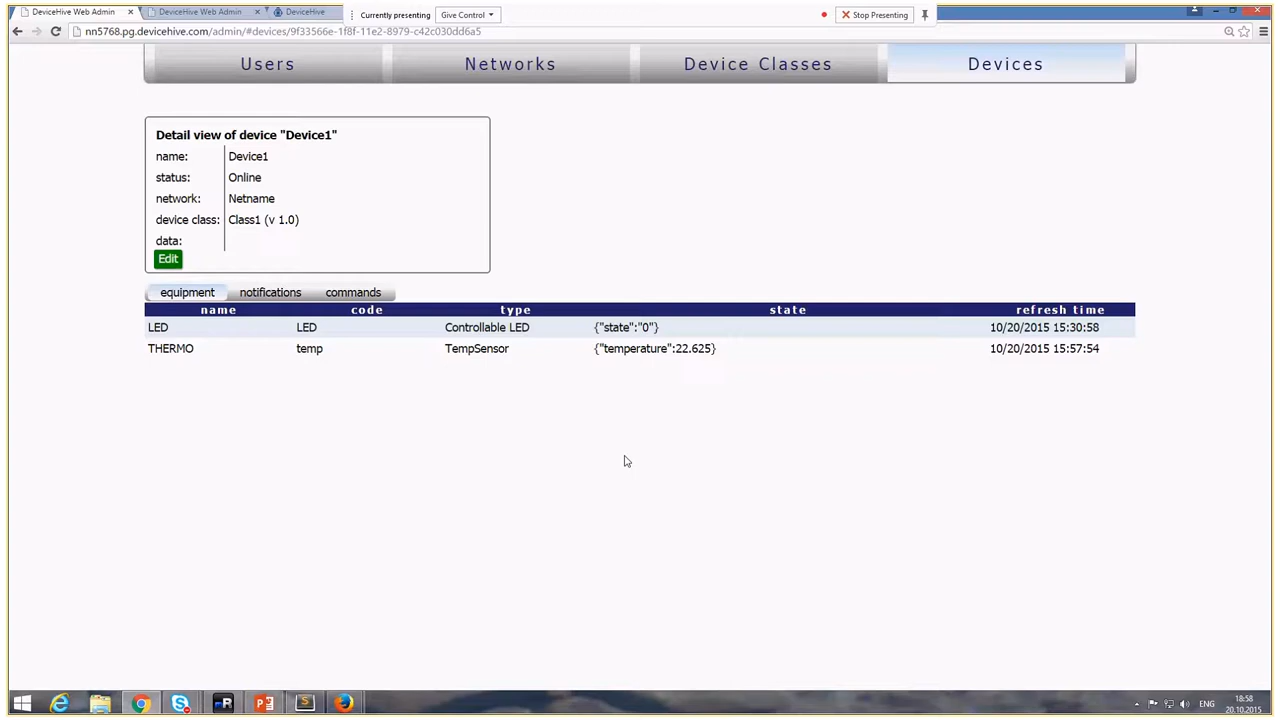 DeviceHive Web Admin
DeviceHive Web Admin
DeviceHive
Currently presenting
Give Control
Stop Presenting
nn5768.pg.devicehive.com/admin/#devices/9f33566e-1f8f-11e2-8979-c42c030dd6a5
Users Networks Device Classes Devices
Detail view of device "Device1"
name: Device1
status: Online
network: Netname
device class: Class1 (v 1.0)
data:
Edit
equipment notifications commands
name code type state refresh time
LED LED Controllable LED {"state":"0"} 10/20/2015 15:30:58
THERMO temp TempSensor {"temperature":22.625} 10/20/2015 15:57:54
ENG
18:58
20.10.2015